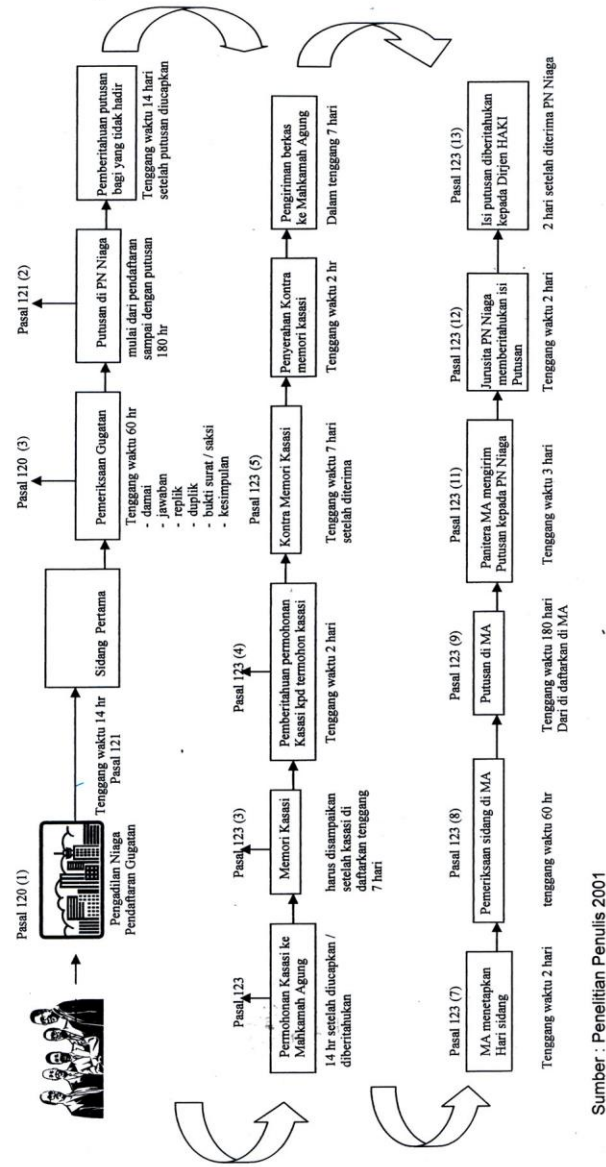 Pasal 120 (1)
Pengadilan Niaga
Pendaftaran Gugatan
Tenggang waktu 14 hr
Pasal 121
Sidang Pertama
Pasal 120 (3)
Pemeriksaan Gugatan
Tenggang waktu 60 hr
- damai
- jawaban
- replik
- duplik
- bukti surat / saksi
- kesimpulan
Pasal 121 (2)
Putusan di PN Niaga
mulai dari pendaftaran
sampai dengan putusan
180 hr
Pemberitahuan putusan
bagi yang tidak hadir
Tenggang waktu 14 hari
setelah putusan diucapkan
Pasal 123
Permohonan Kasasi ke
Mahkamah Agung
14 hr setelah diucapkan /
diberitahukan
Pasal 123 (3)
Memori Kasasi
harus disampaikan
setelah kasasi di
daftarkan tenggang
7 hari
Pasal 123 (4)
Pemberitahuan permohonan
Kasasi kpd termohon kasasi
Tenggang waktu 2 hari
Pasal 123 (5)
Kontra Memori Kasasi
Tenggang waktu 7 hari
setelah diterima
Penyerahan Kontra
memori kasasi
Tenggang waktu 2 hr
Pengiriman berkas
ke Mahkamah Agung
Dalam tenggang 7 hari
Pasal 123 (7)
MA menetapkan
Hari sidang
Tenggang waktu 2 hari
Pasal 123 (8)
Pemeriksaan sidang di MA
tenggang waktu 60 hr
Pasal 123 (9)
Putusan di MA
Tenggang waktu 180 hari
Dari di daftarkan di MA
Pasal 123 (11)
Panitera MA mengirim
Putusan kepada PN Niaga
Tenggang waktu 3 hari
Pasal 123 (12)
Jurusita PN Niaga
memberitahukan isi
Putusan
Tenggang waktu 2 hari
Pasal 123 (13)
Isi putusan diberitahukan
kepada Dirjen HAKI
2 hari setelah diterima PN Niaga
Sumber : Penelitian Penulis 2001